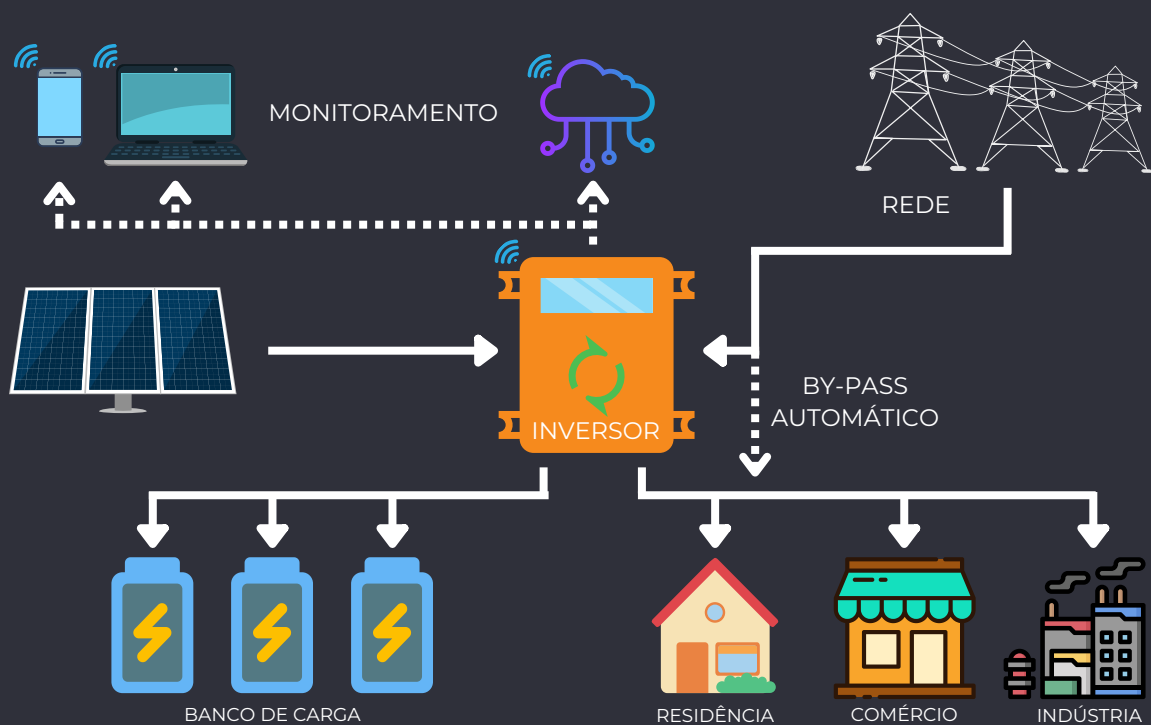 MONITORAMENTO
REDE
BY-PASS
AUTOMÁTICO
INVERSOR
BANCO DE CARGA
RESIDÊNCIA
COMÉRCIO
INDÚSTRIA